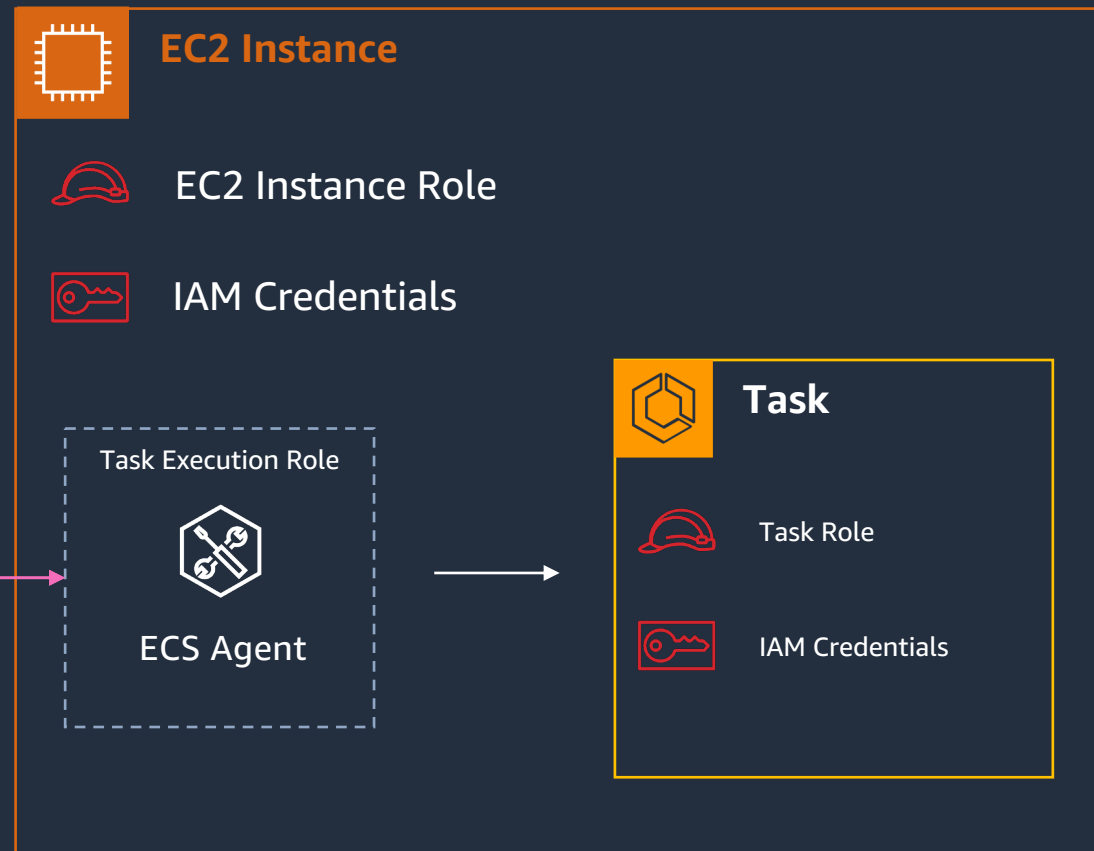 EC2 Instance
EC2 Instance Role
IAM Credentials
Task Execution Role
ECS Agent
Task
Task Role
IAM Credentials